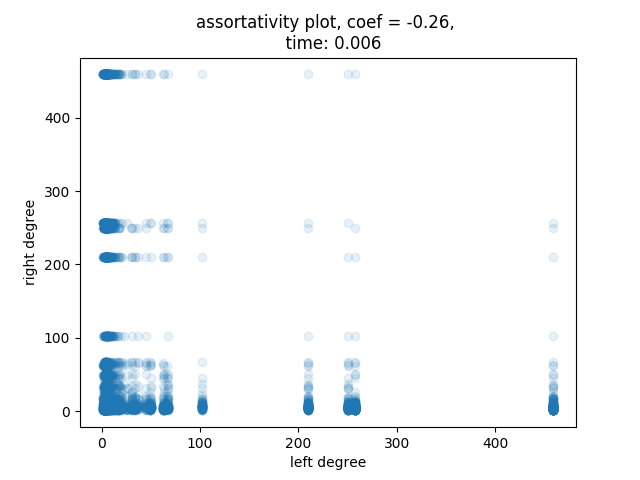 assortativity plot, coef = -0.26,
time: 0.006
400
300
200
100
0
right degree
0 100 200 300 400
left degree